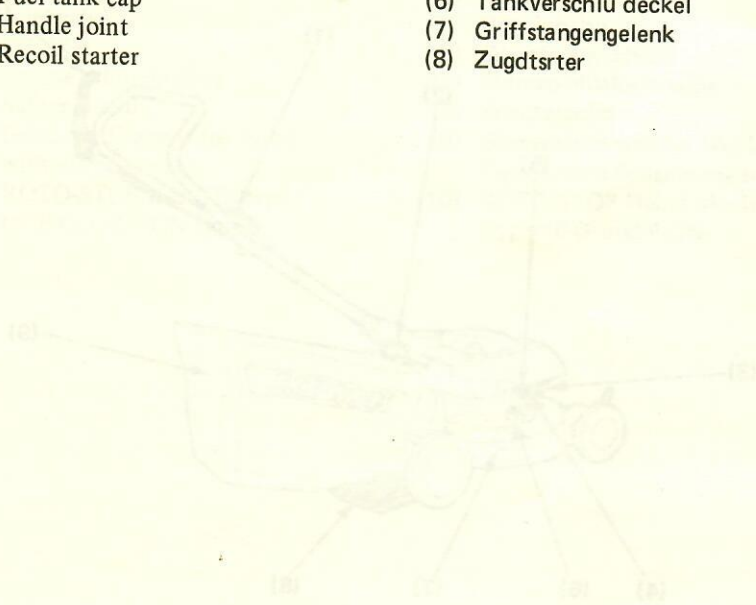 Fuel tank cap
Handle joint
Recoil starter
(6) Tankverschlu deckel
(7) Griffstangengelenk
(8) Zugdtsrter